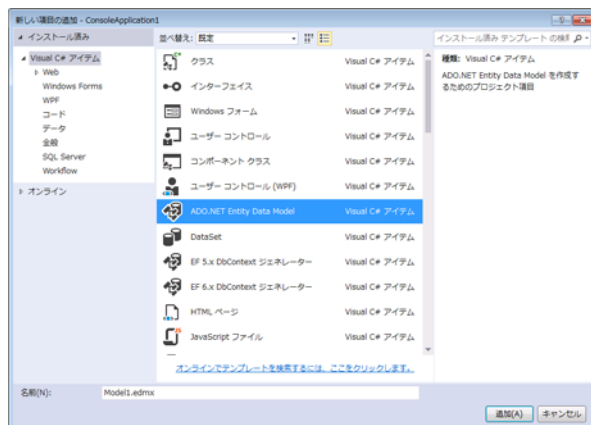 新しい項目の追加 - ConsoleApplication1
インストール済み
並べ替え: 既定
インストール済み テンプレート の検索
Visual C# アイテム
Web
Windows Forms
WPF
コード
データ
全般
SQL Server
Workflow
オンライン
クラス Visual C# アイテム
インターフェイス Visual C# アイテム
Windows フォーム Visual C# アイテム
ユーザー コントロール Visual C# アイテム
コンポーネント クラス Visual C# アイテム
ユーザー コントロール (WPF) Visual C# アイテム
ADO.NET Entity Data Model Visual C# アイテム
DataSet Visual C# アイテム
EF 5.x DbContext ジェネレーター Visual C# アイテム
EF 6.x DbContext ジェネレーター Visual C# アイテム
HTML ページ Visual C# アイテム
JavaScript ファイル Visual C# アイテム
オンラインでテンプレートを検索するには、ここをクリックします。
種類: Visual C# アイテム
ADO.NET Entity Data Model を作成す
るためのプロジェクト項目
名前(N): Model1.edmx
追加(A) キャンセル